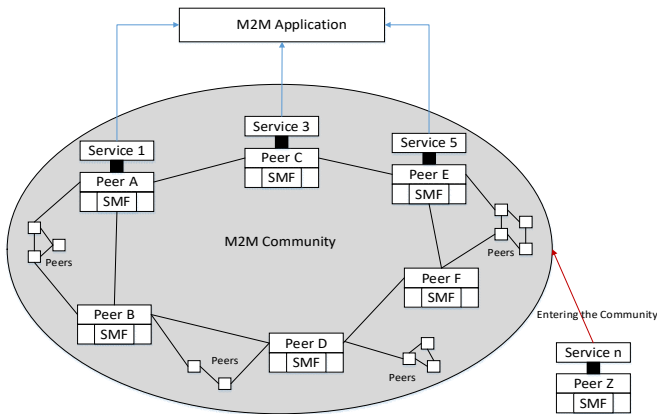 M2M Application
Service 1
Service 3
Service 5
Peer A
SMF
Peer C
SMF
Peer E
SMF
M2M Community
Peers
Peers
Peer F
SMF
Peer B
SMF
Peers
Peer D
SMF
Peers
Entering the Community
Service n
Peer Z
SMF